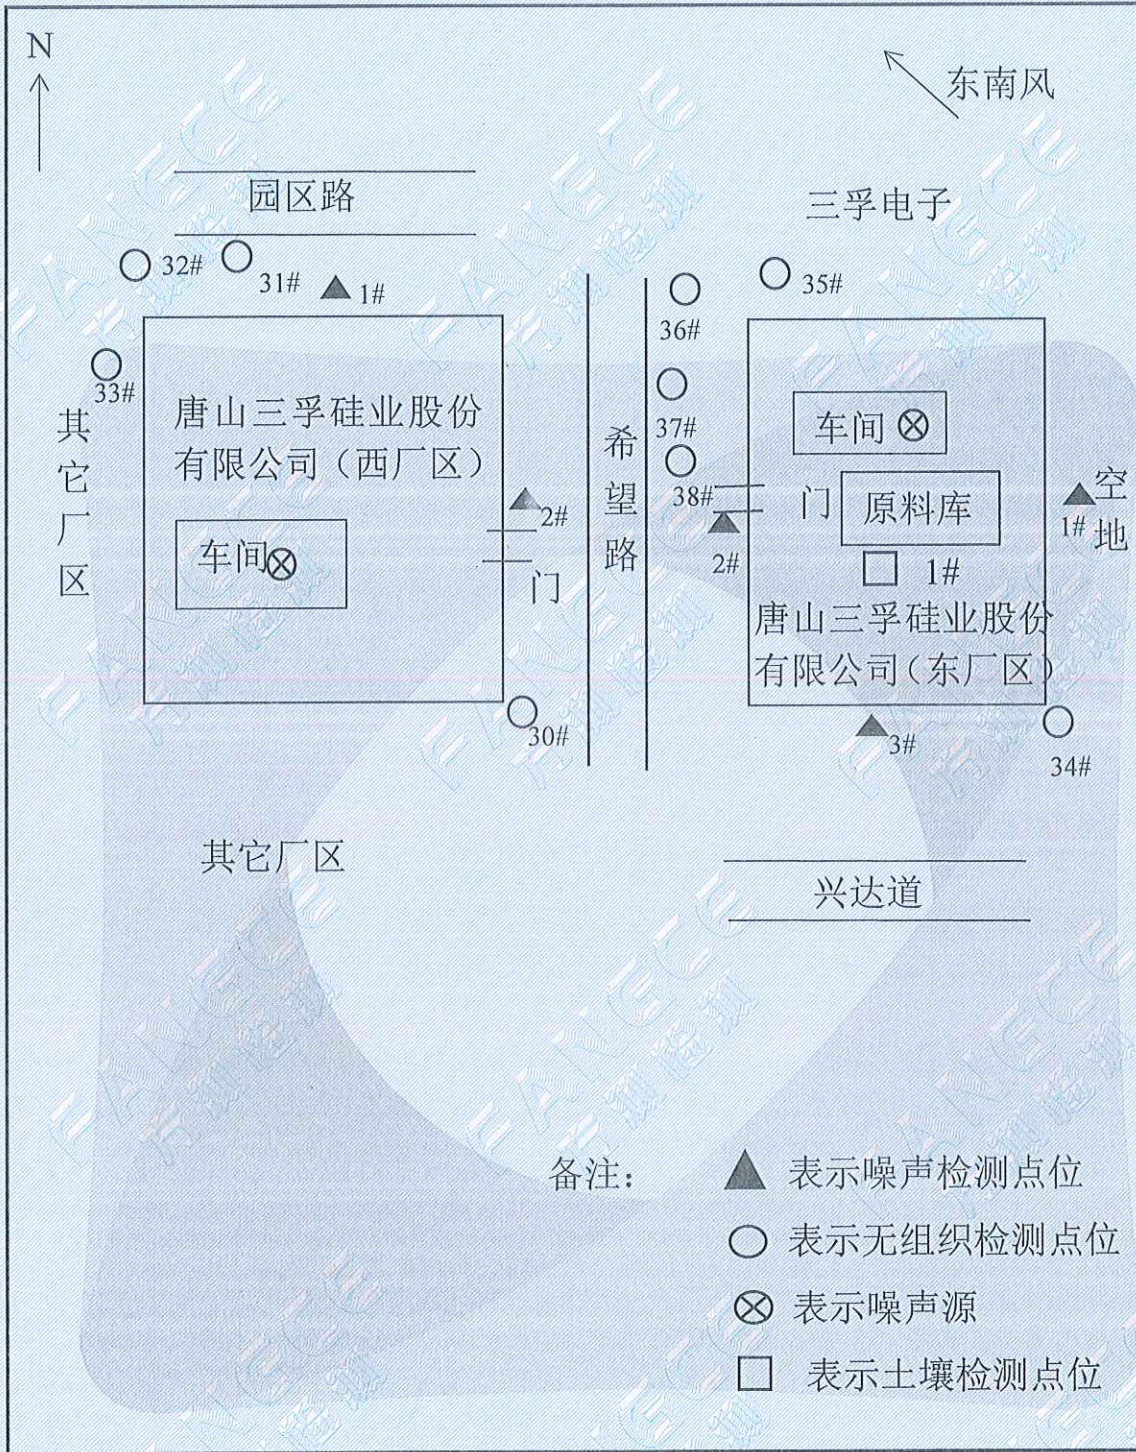 N
东南风
园区路
三孚电子
32#
31#
1#
35#
36#
33#
唐山三孚硅业股份
有限公司（西厂区）
其它厂区
车间
2#
门
30#
希望路
37#
38#
2#
车间
门
原料库
1#
1#
空地
唐山三孚硅业股份
有限公司（东厂区）
3#
34#
其它厂区
兴达道
备注：
表示噪声检测点位
表示无组织检测点位
表示噪声源
表示土壤检测点位
FANGCE
方测检测